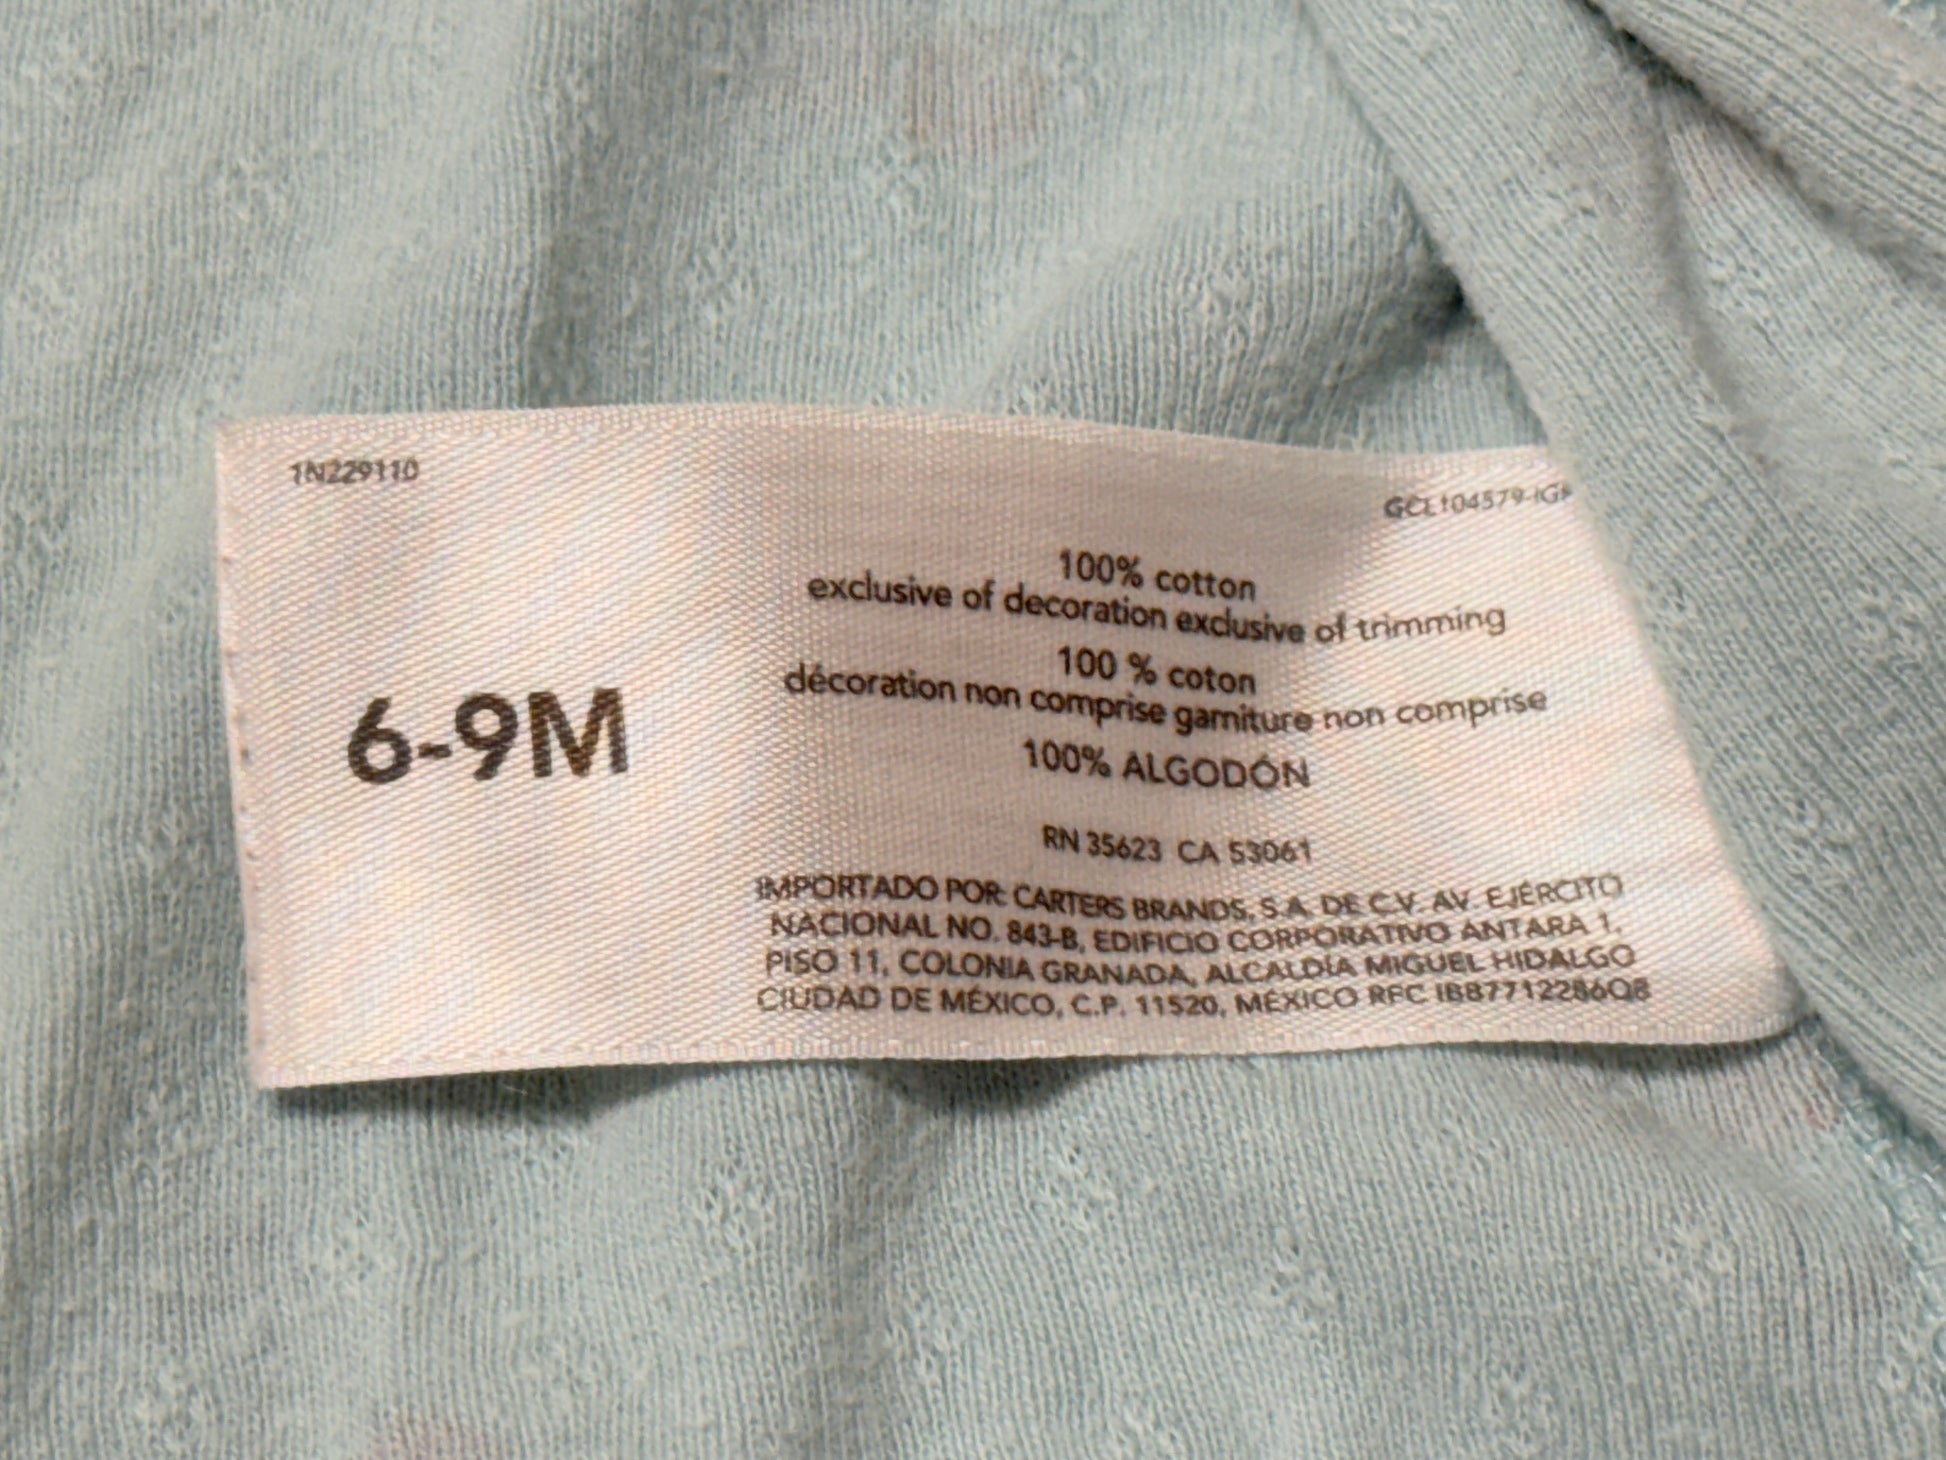 1N229110
6-9M
100% cotton
exclusive of decoration exclusive of trimming
100 % coton
décoration non comprise garniture non comprise
100% ALGODÓN
RN 35623 CA 53061
IMPORTADO POR: CARTERS BRANDS, S.A. DE C.V. AV. EJÉRCITO
NACIONAL NO. 843-B, EDIFICIO CORPORATIVO ANTARA 1,
PISO 11, COLONIA GRANADA, ALCALDÍA MIGUEL HIDALGO
CIUDAD DE MÉXICO, C.P. 11520, MÉXICO RFC IBB7712286Q8